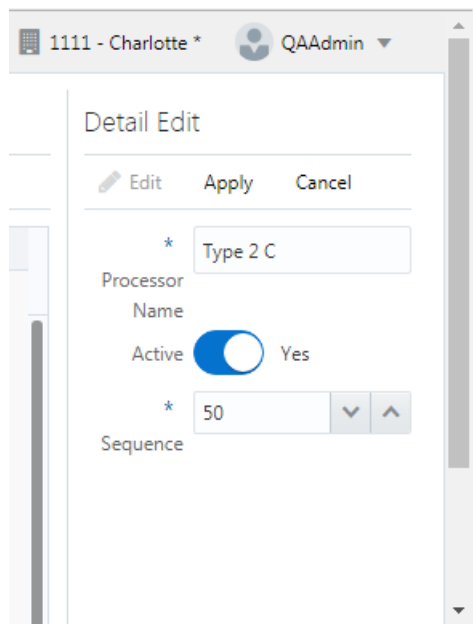 1111 - Charlotte * QAAdmin
Detail Edit
Edit Apply Cancel
* Type 2 C
Processor
Name
Active Yes
* 50
Sequence